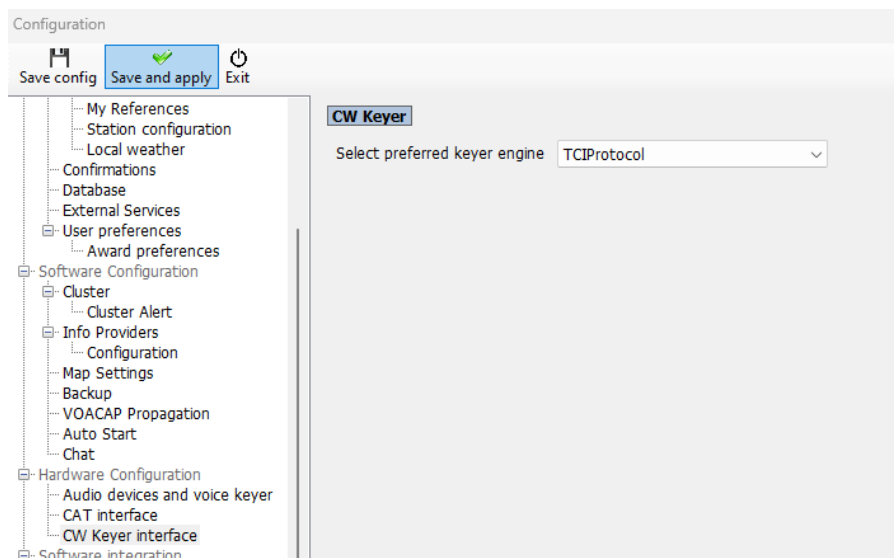 Configuration
Save config Save and apply Exit
My References
Station configuration
Local weather
Confirmations
Database
External Services
User preferences
Award preferences
Software Configuration
Cluster
Cluster Alert
Info Providers
Configuration
Map Settings
Backup
VOACAP Propagation
Auto Start
Chat
Hardware Configuration
Audio devices and voice keyer
CAT interface
CW Keyer interface
Software integration
CW Keyer
Select preferred keyer engine TCIProtocol